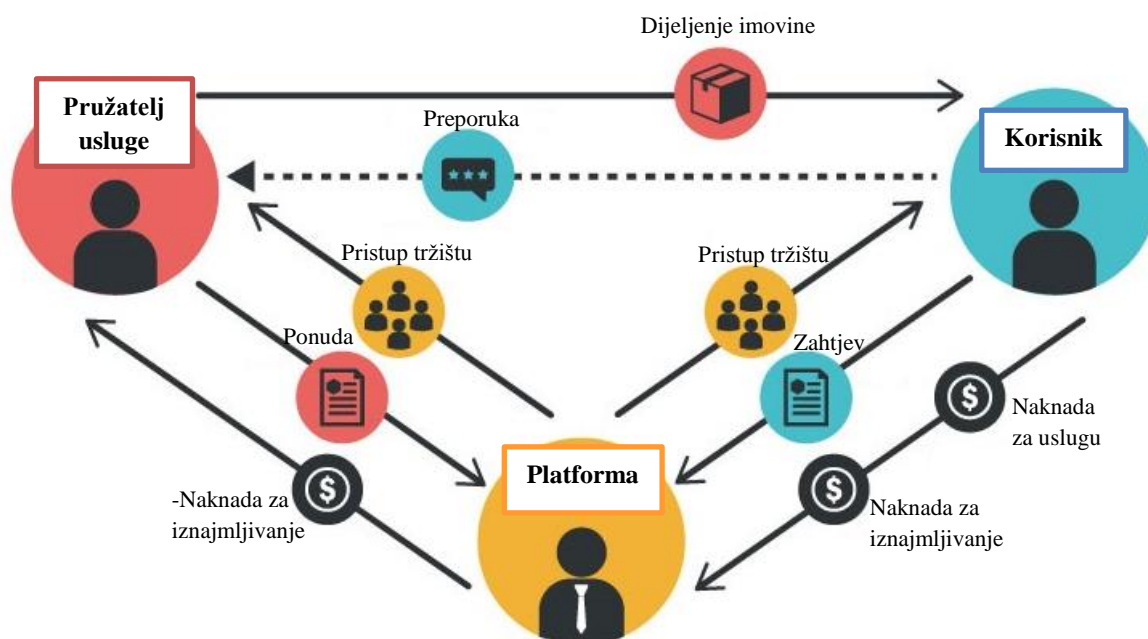 Dijeljenje imovine
Pružatelj
usluge
Preporuka
Korisnik
Pristup tržištu
Pristup tržištu
Ponuda
Zahtjev
Naknada
za uslugu
Platforma
-Naknada za
iznajmljivanje
Naknada za
iznajmljivanje